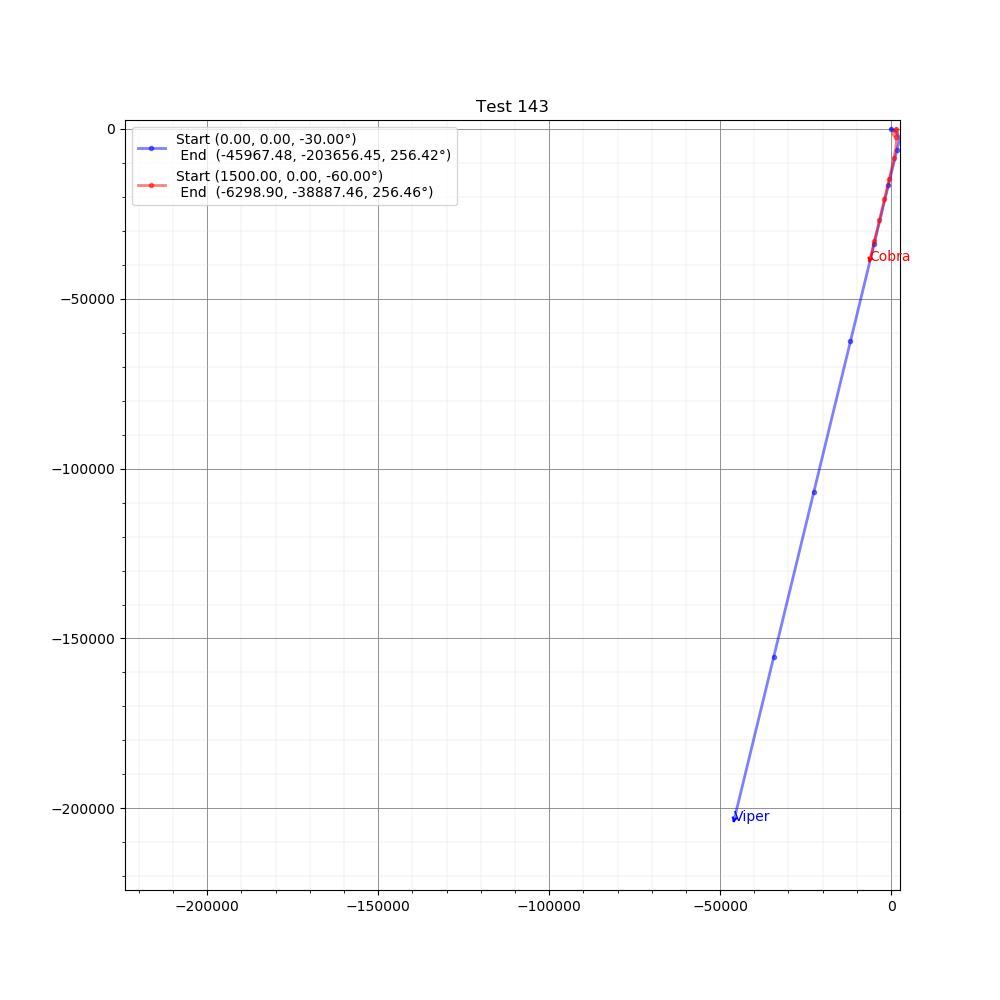 Test 143
Start (0.00, 0.00, -30.00°)
End (-45967.48, -203656.45, 256.42°)
Start (1500.00, 0.00, -60.00°)
End (-6298.90, -38887.46, 256.46°)
0
−50000
−100000
−150000
−200000
Cobra
Viper
−200000
−150000
−100000
−50000
0